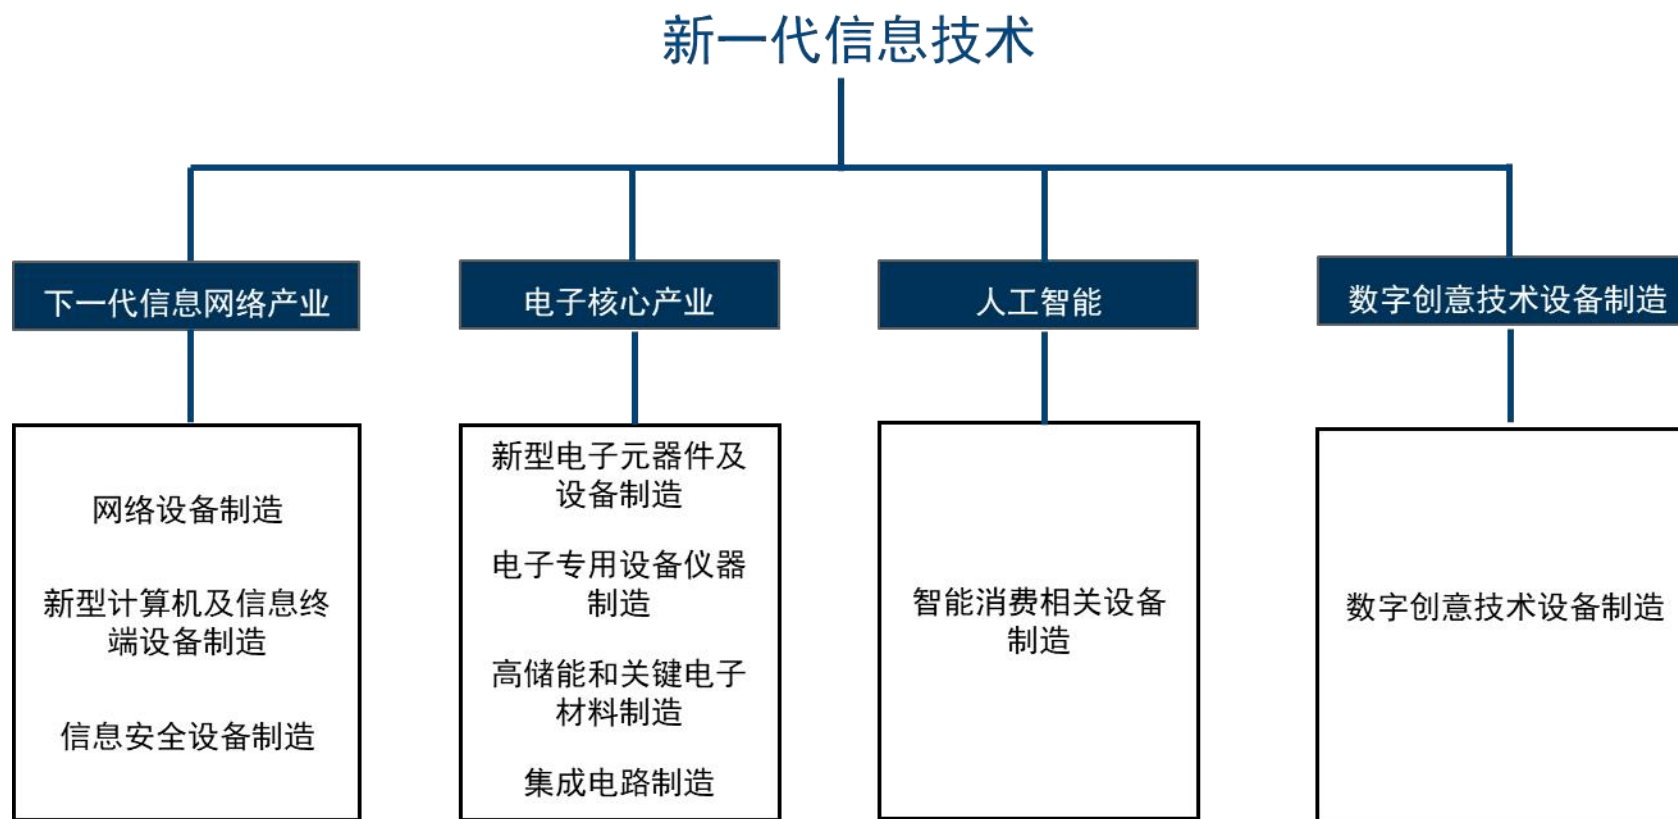 新一代信息技术
下一代信息网络产业
电子核心产业
人工智能
数字创意技术设备制造
网络设备制造
新型计算机及信息终
端设备制造
信息安全设备制造
新型电子元器件及
设备制造
电子专用设备仪器
制造
高储能和关键电子
材料制造
集成电路制造
智能消费相关设备
制造
数字创意技术设备制造